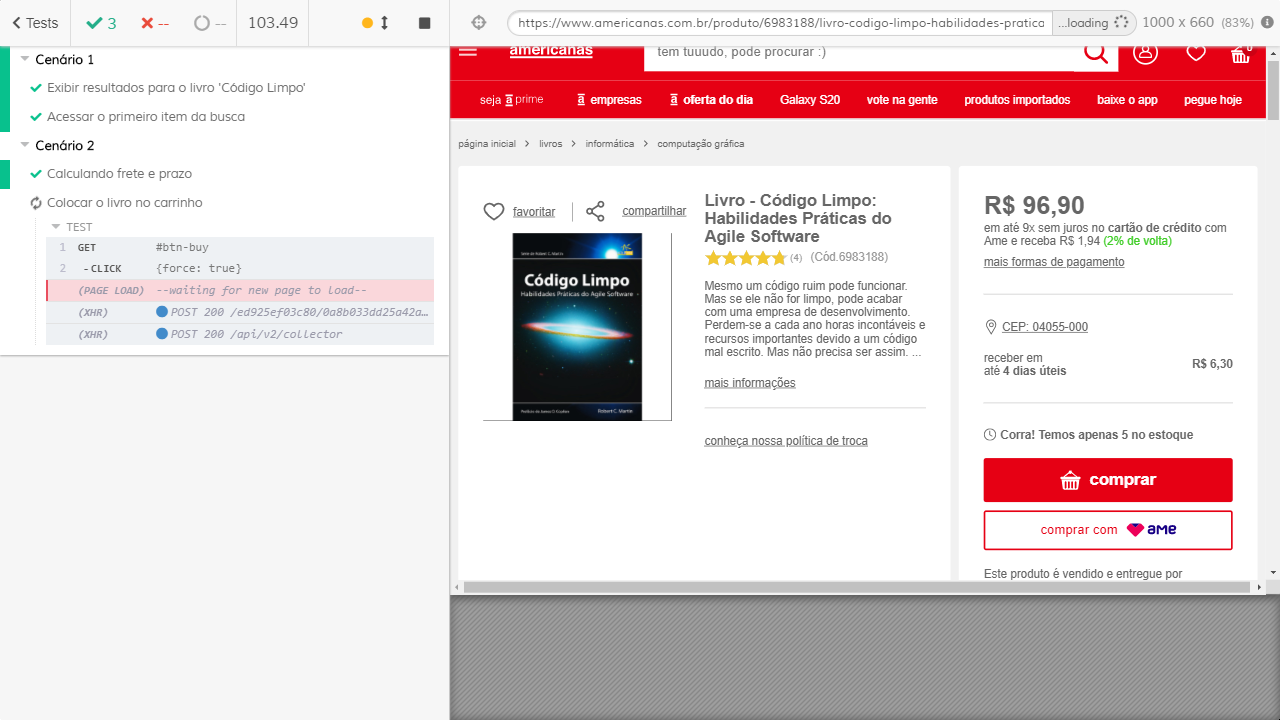 Tests
3
--
--
103.49
https://www.americanas.com.br/produto/6983188/livro-codigo-limpo-habilidades-pratica
...loading
1000 x 660 (83%)
Cenário 1
Exibir resultados para o livro 'Código Limpo'
Acessar o primeiro item da busca
Cenário 2
Calculando frete e prazo
Colocar o livro no carrinho
TEST
1 GET #btn-buy
2 -CLICK {force: true}
(PAGE LOAD) --waiting for new page to load--
(XHR) POST 200 /ed925ef03c80/0a8b033dd25a42a...
(XHR) POST 200 /api/v2/collector
americanas
tem tuuudo, pode procurar :)
0
seja a prime
a empresas
a oferta do dia
Galaxy S20
vote na gente
produtos importados
baixe o app
pegue hoje
página inicial > livros > informática > computação gráfica
favoritar
compartilhar
Série de Robert C. Martin
Código Limpo
Habilidades Práticas do Agile Software
Robert C. Martin
Livro - Código Limpo:
Habilidades Práticas do
Agile Software
(4) (Cód.6983188)
Mesmo um código ruim pode funcionar.
Mas se ele não for limpo, pode acabar
com uma empresa de desenvolvimento.
Perdem-se a cada ano horas incontáveis e
recursos importantes devido a um código
mal escrito. Mas não precisa ser assim. ...
mais informações
conheça nossa política de troca
R$ 96,90
em até 9x sem juros no cartão de crédito com
Ame e receba R$ 1,94 (2% de volta)
mais formas de pagamento
CEP: 04055-000
receber em
até 4 dias úteis
R$ 6,30
Corra! Temos apenas 5 no estoque
comprar
comprar com AME
Este produto é vendido e entregue por